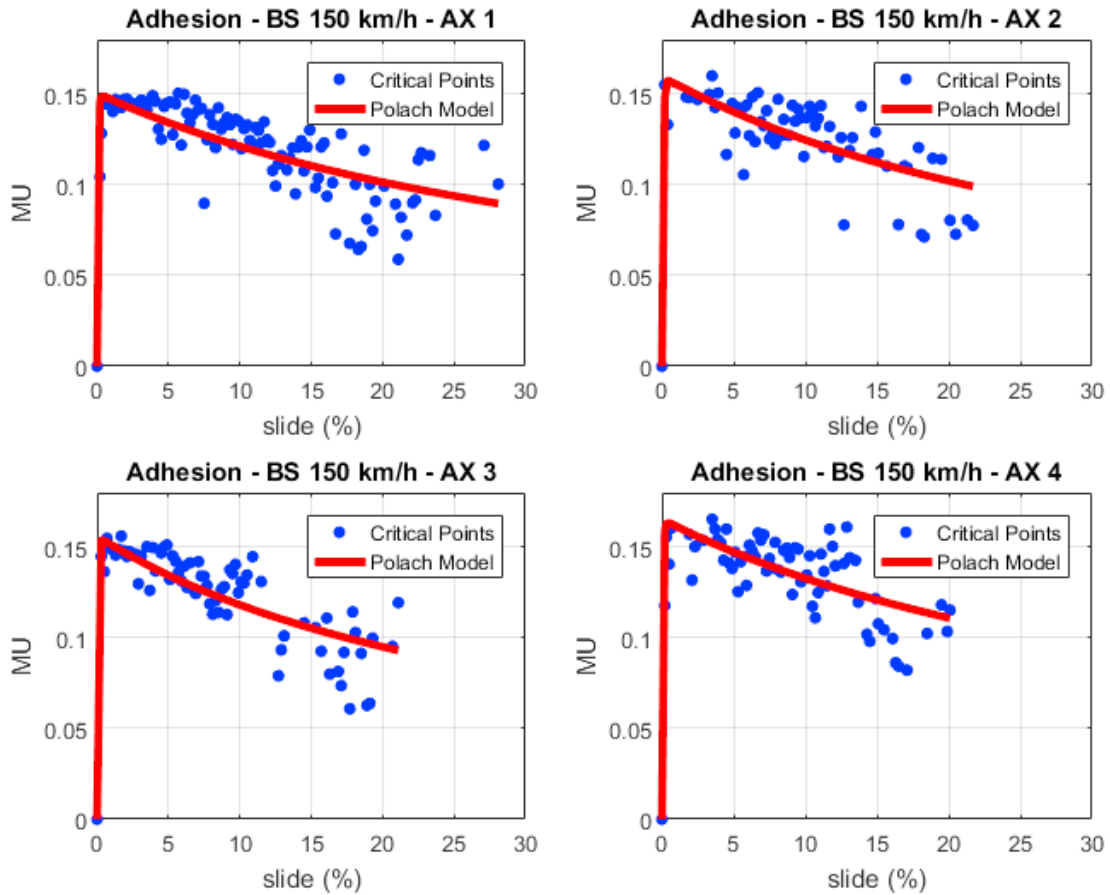 Adhesion - BS 150 km/h - AX 1
Critical Points
Polach Model
MU
0.15
0.1
0.05
0
0 5 10 15 20 25 30
slide (%)
Adhesion - BS 150 km/h - AX 2
Critical Points
Polach Model
MU
0.15
0.1
0.05
0
0 5 10 15 20 25 30
slide (%)
Adhesion - BS 150 km/h - AX 3
Critical Points
Polach Model
MU
0.15
0.1
0.05
0
0 5 10 15 20 25 30
slide (%)
Adhesion - BS 150 km/h - AX 4
Critical Points
Polach Model
MU
0.15
0.1
0.05
0
0 5 10 15 20 25 30
slide (%)